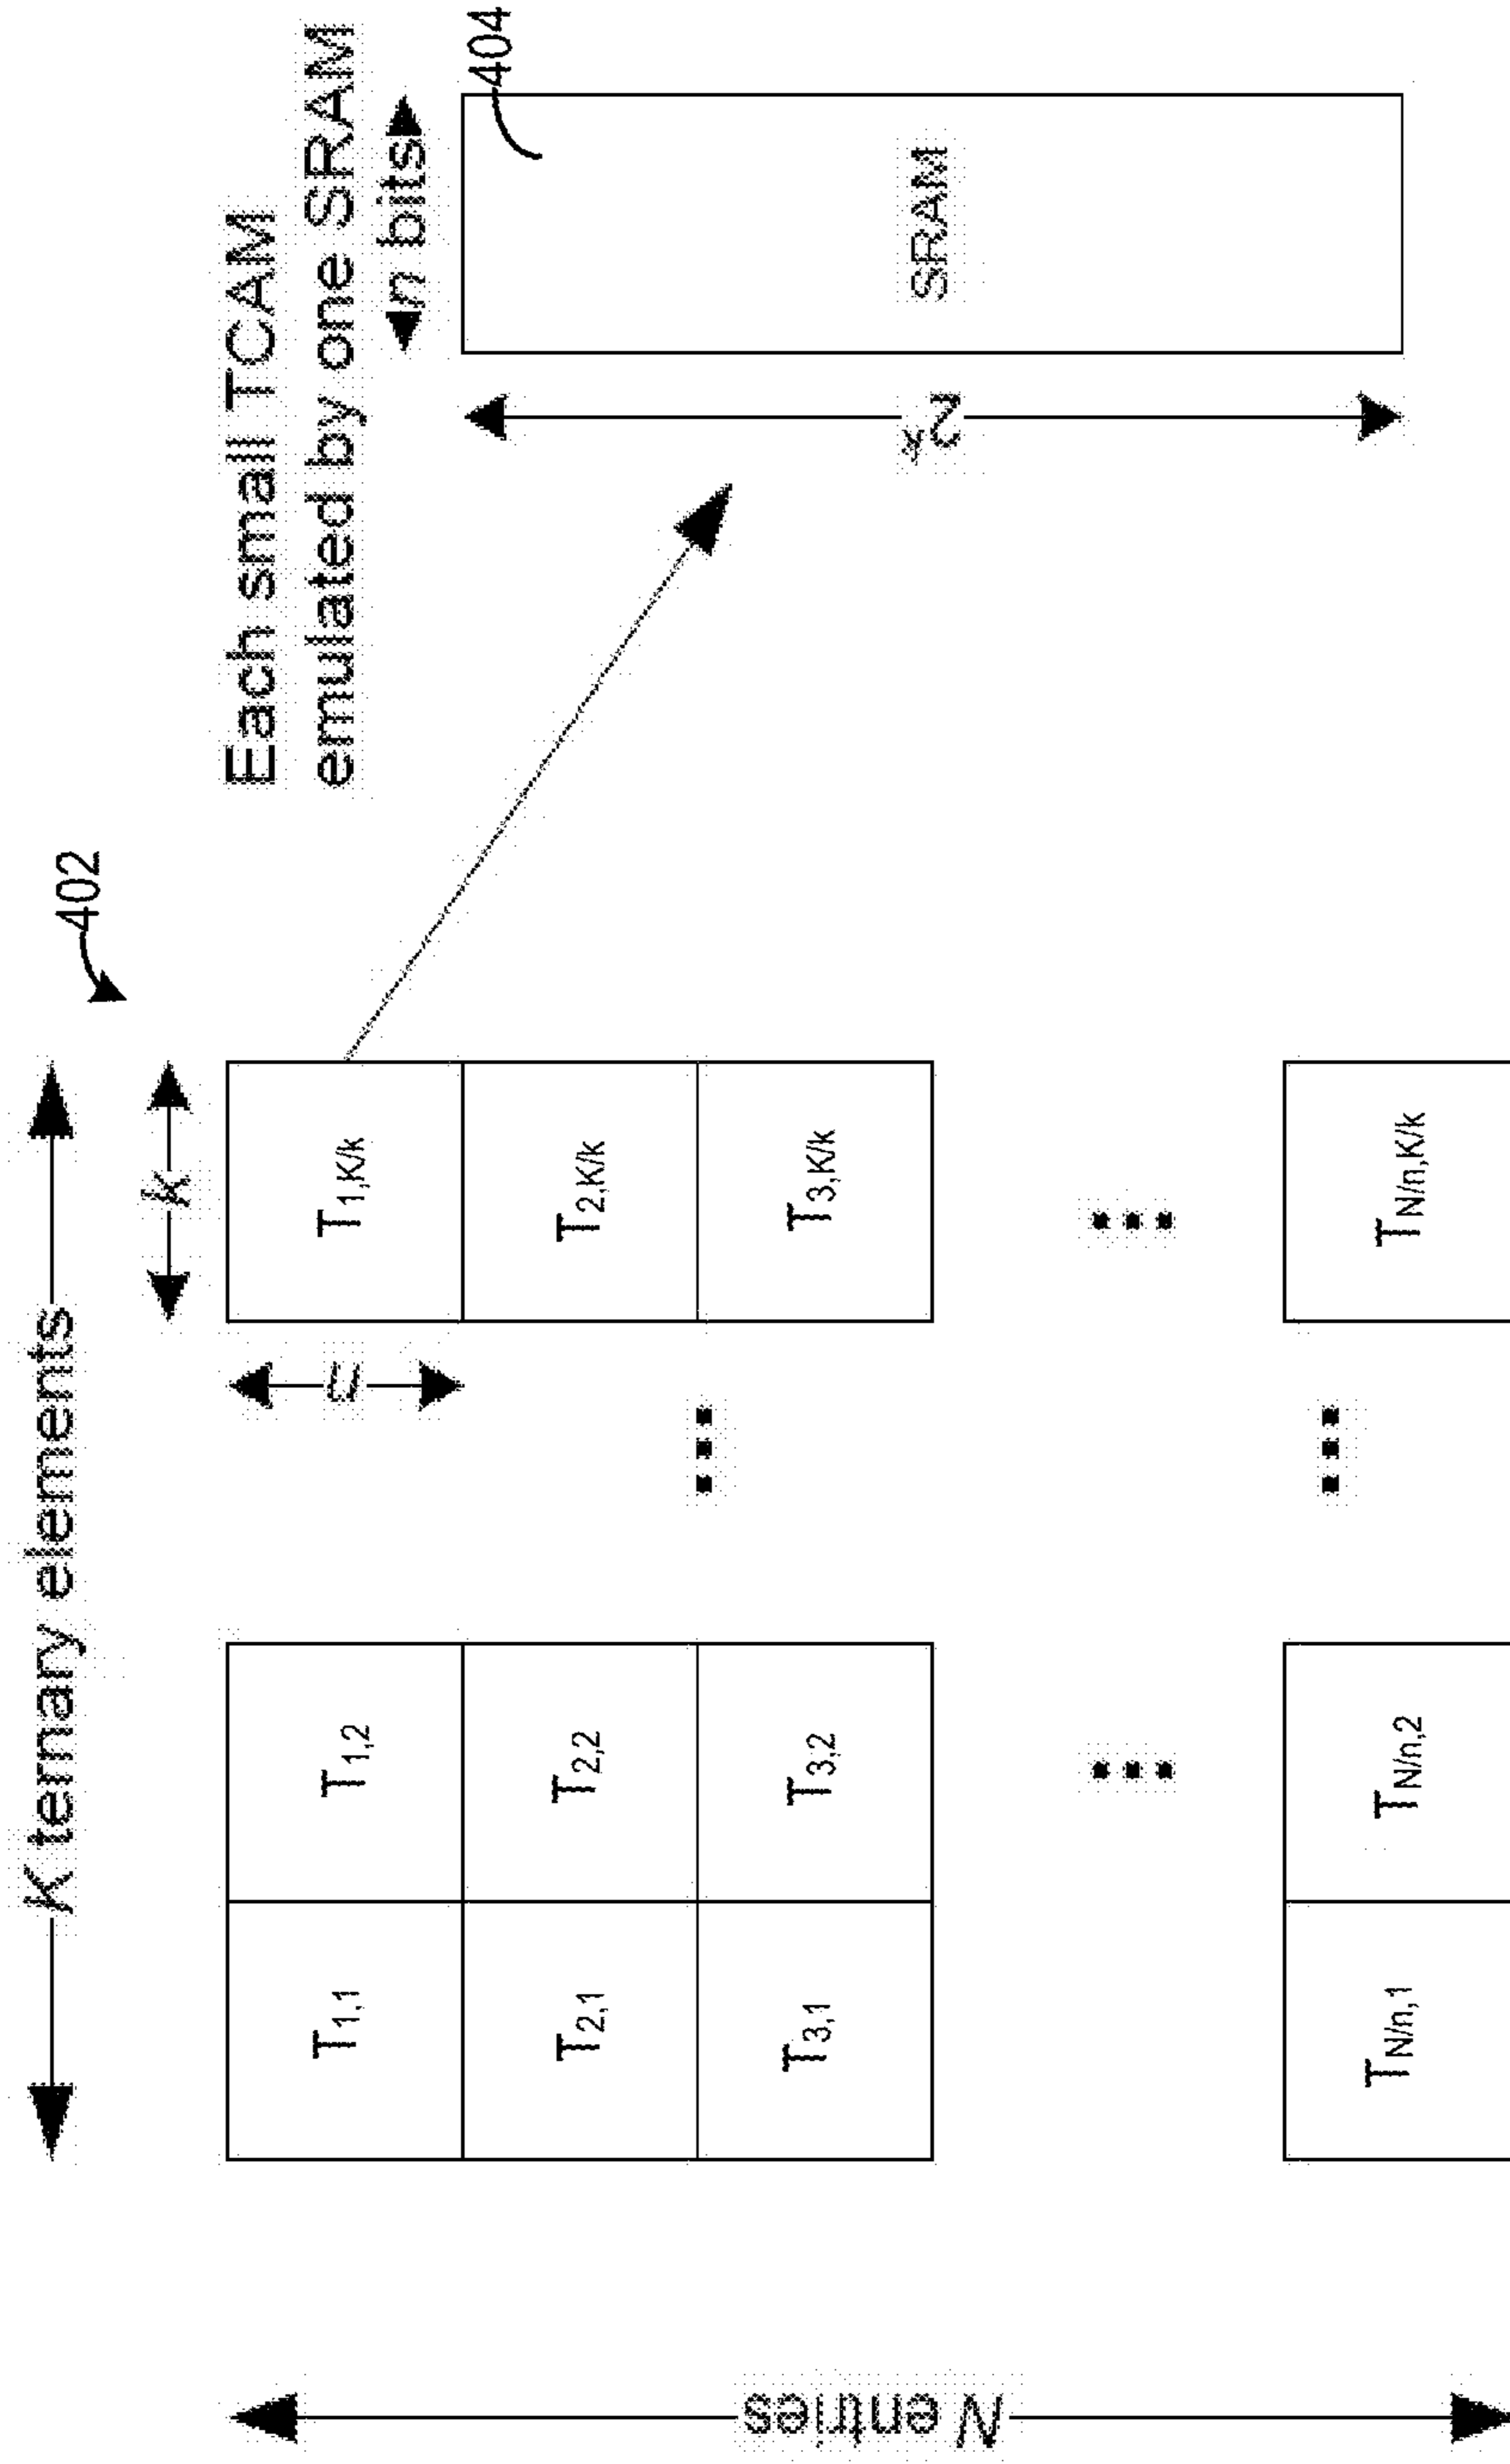 K ternary elements
402
k
Each small TCAM
emulated by one SRAM
n bits
404
N entries
n
T1,1
T1,2
...
T1,K/k
T2,1
T2,2
T2,K/k
T3,1
T3,2
T3,K/k
2^k
SRAM
...
...
...
TN/n,1
TN/n,2
TN/n,K/k